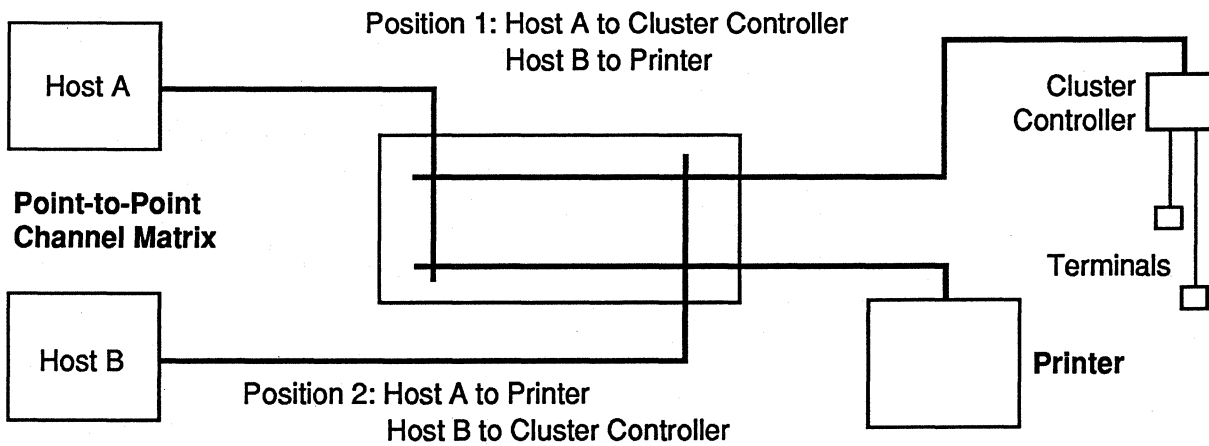 Position 1: Host A to Cluster Controller
Host B to Printer
Host A
Cluster
Controller
Point-to-Point
Channel Matrix
Terminals
Host B
Printer
Position 2: Host A to Printer
Host B to Cluster Controller